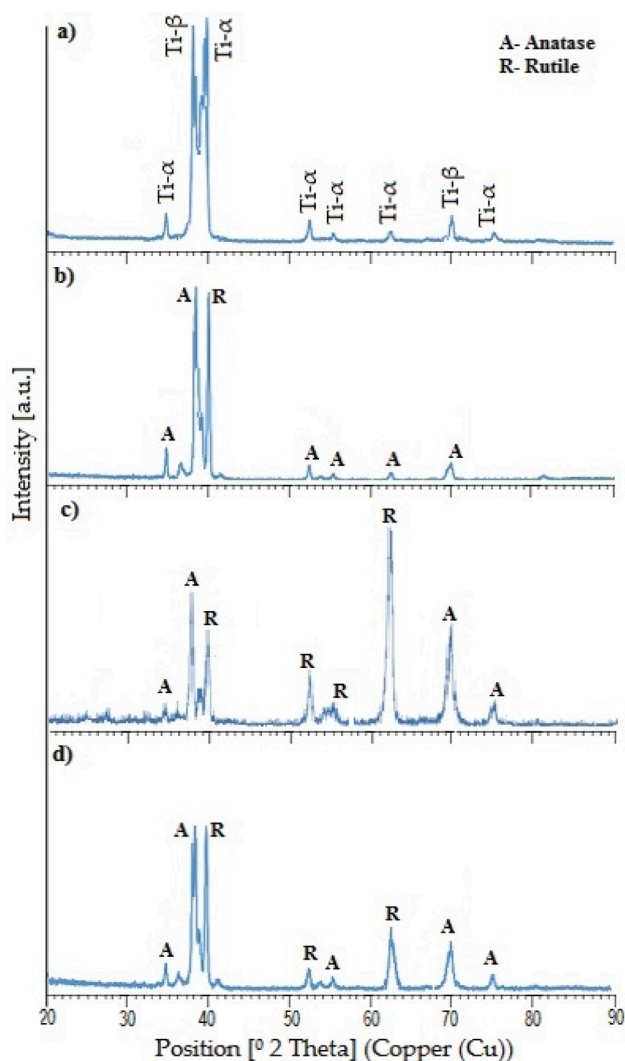 a)
Ti-β
Ti-α
A- Anatase
R- Rutile
Ti-α
Ti-α
Ti-α
Ti-α
Ti-β
Ti-α
b)
A
R
A
A
A
A
A
c)
R
A
R
A
A
R
R
A
d)
A
R
R
A
A
R
A
A
Intensity [a.u.]
20 30 40 50 60 70 80 90
Position [⁰ 2 Theta] (Copper (Cu))